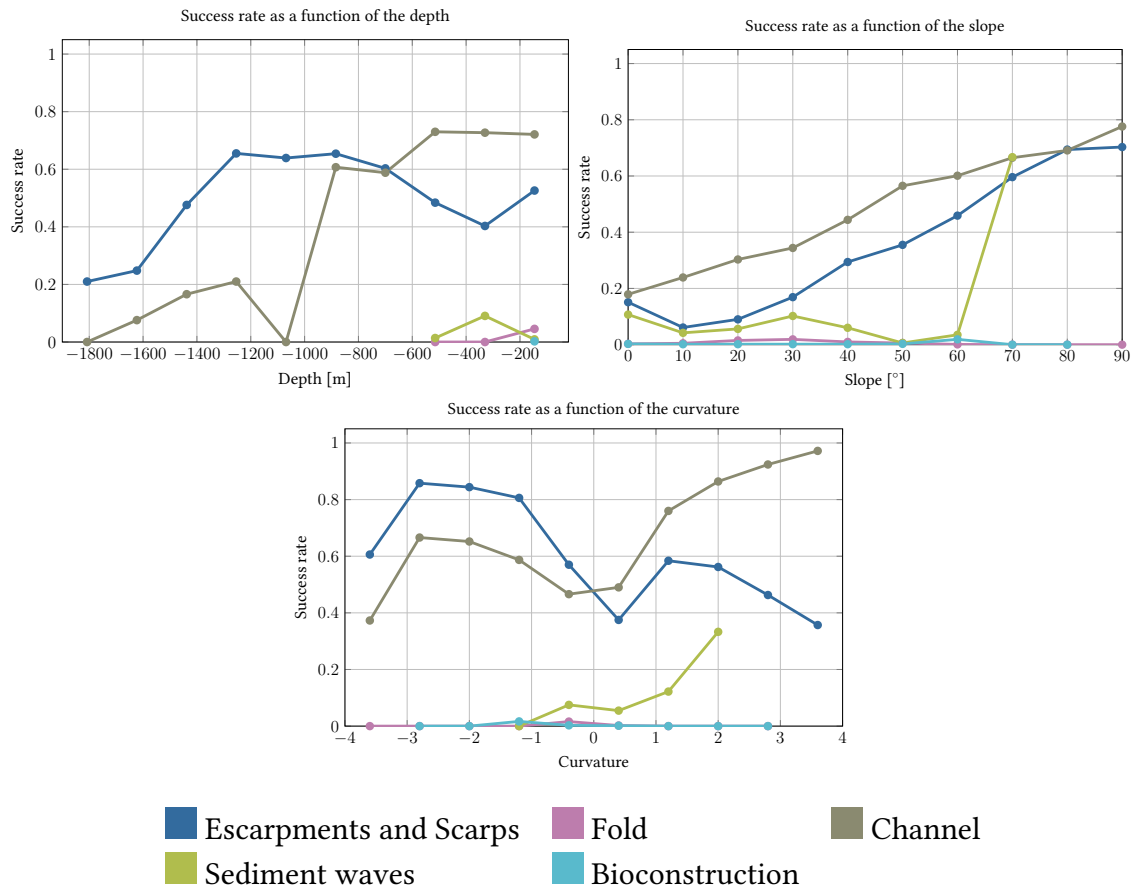 Success rate as a function of the depth
1
0.8
0.6
0.4
0.2
0
Success rate
−1800 −1600 −1400 −1200 −1000 −800 −600 −400 −200
Depth [m]
Success rate as a function of the slope
1
0.8
0.6
0.4
0.2
0
Success rate
0 10 20 30 40 50 60 70 80 90
Slope [°]
Success rate as a function of the curvature
1
0.8
0.6
0.4
0.2
0
Success rate
−4 −3 −2 −1 0 1 2 3 4
Curvature
Escarpments and Scarps Fold Channel
Sediment waves Bioconstruction